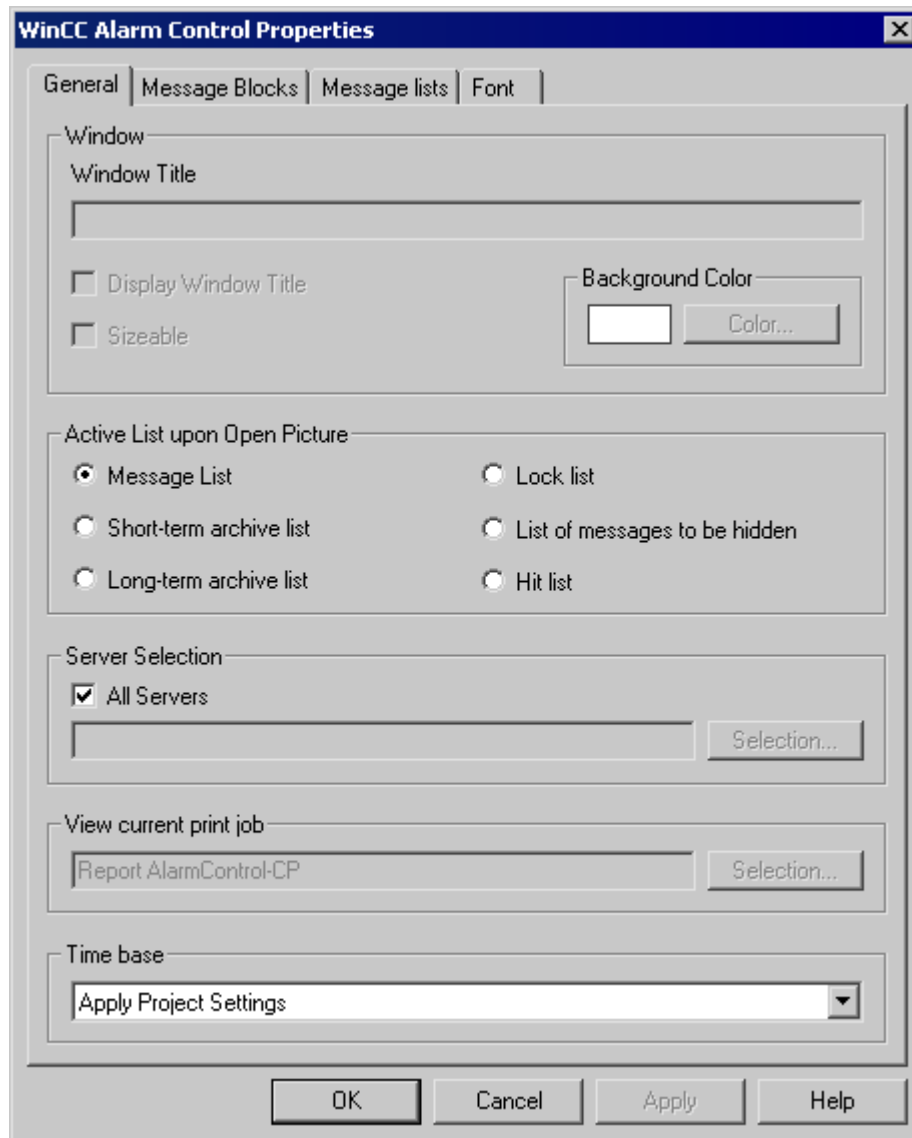 WinCC Alarm Control Properties
General Message Blocks Message lists Font
Window
Window Title
Display Window Title
Sizeable
Background Color
Color...
Active List upon Open Picture
Message List
Lock list
Short-term archive list
List of messages to be hidden
Long-term archive list
Hit list
Server Selection
All Servers
Selection...
View current print job
Report AlarmControl-CP
Selection...
Time base
Apply Project Settings
OK Cancel Apply Help